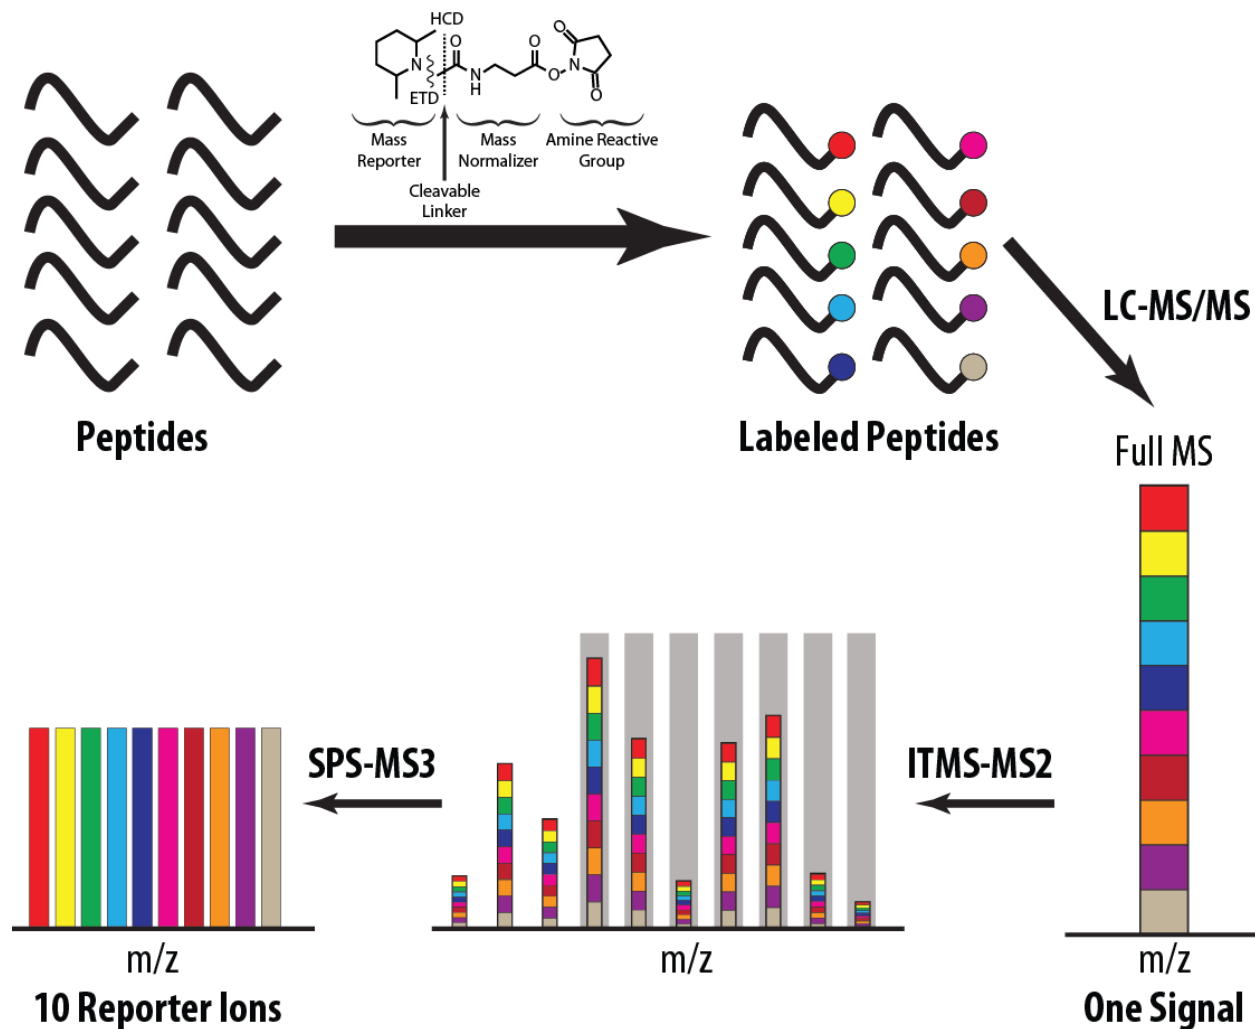 HCD
O
O
O
N
N
H
O
N
O
ETD
Mass
Reporter
Mass
Normalizer
Amine Reactive
Group
Cleavable
Linker
Peptides
Labeled Peptides
LC-MS/MS
Full MS
SPS-MS3
ITMS-MS2
m/z
m/z
m/z
10 Reporter Ions
One Signal